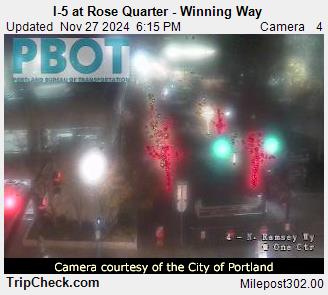 I-5 at Rose Quarter - Winning Way
Updated Nov 27 2024 6:15 PM Camera 4
PBOT
PORTLAND BUREAU OF TRANSPORTATION
4 - N. Ramsey Wy
@ One Ctr
Camera courtesy of the City of Portland
TripCheck.com Milepost302.00